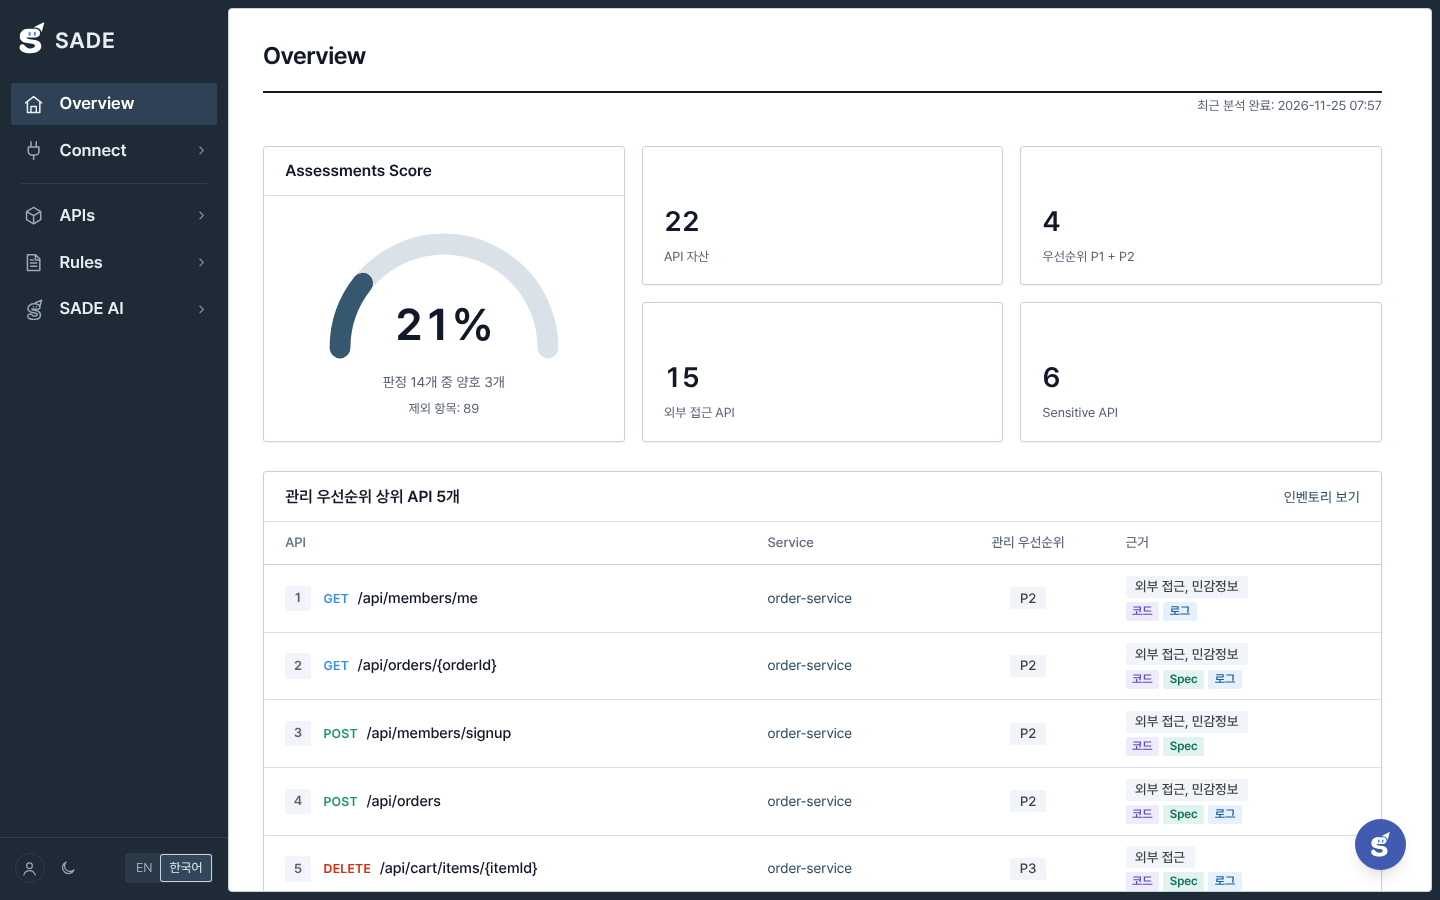 SADE
Overview
Connect
APIs
Rules
SADE AI
EN 한국어
Overview
최근 분석 완료: 2026-11-25 07:57
Assessments Score
21%
판정 14개 중 양호 3개
제외 항목: 89
22
API 자산
4
우선순위 P1 + P2
15
외부 접근 API
6
Sensitive API
관리 우선순위 상위 API 5개 인벤토리 보기
API Service 관리 우선순위 근거
1 GET /api/members/me order-service P2 외부 접근, 민감정보
코드 로그
2 GET /api/orders/{orderId} order-service P2 외부 접근, 민감정보
코드 Spec 로그
3 POST /api/members/signup order-service P2 외부 접근, 민감정보
코드 Spec
4 POST /api/orders order-service P2 외부 접근, 민감정보
코드 Spec 로그
5 DELETE /api/cart/items/{itemId} order-service P3 외부 접근
코드 Spec 로그